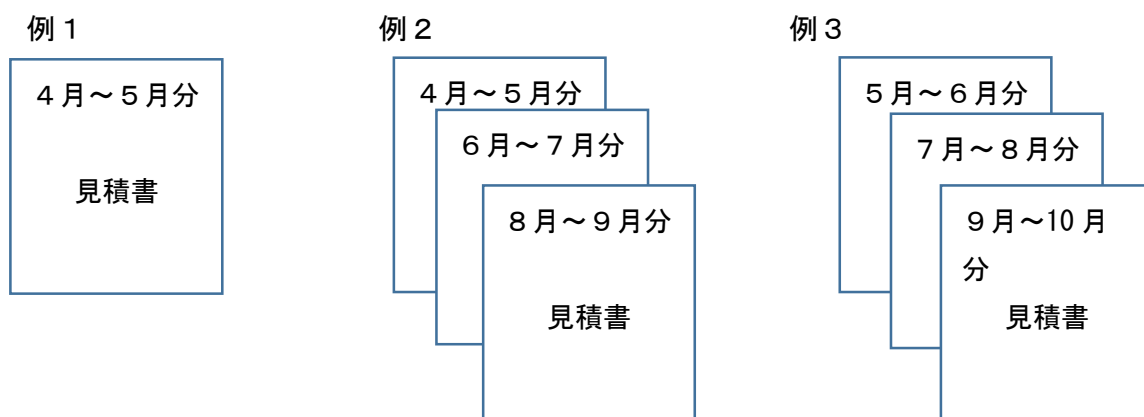 例１
４月～５月分
見積書
例２
４月～５月分
６月～７月分
８月～９月分
見積書
例３
５月～６月分
７月～８月分
９月～10 月
分
見積書